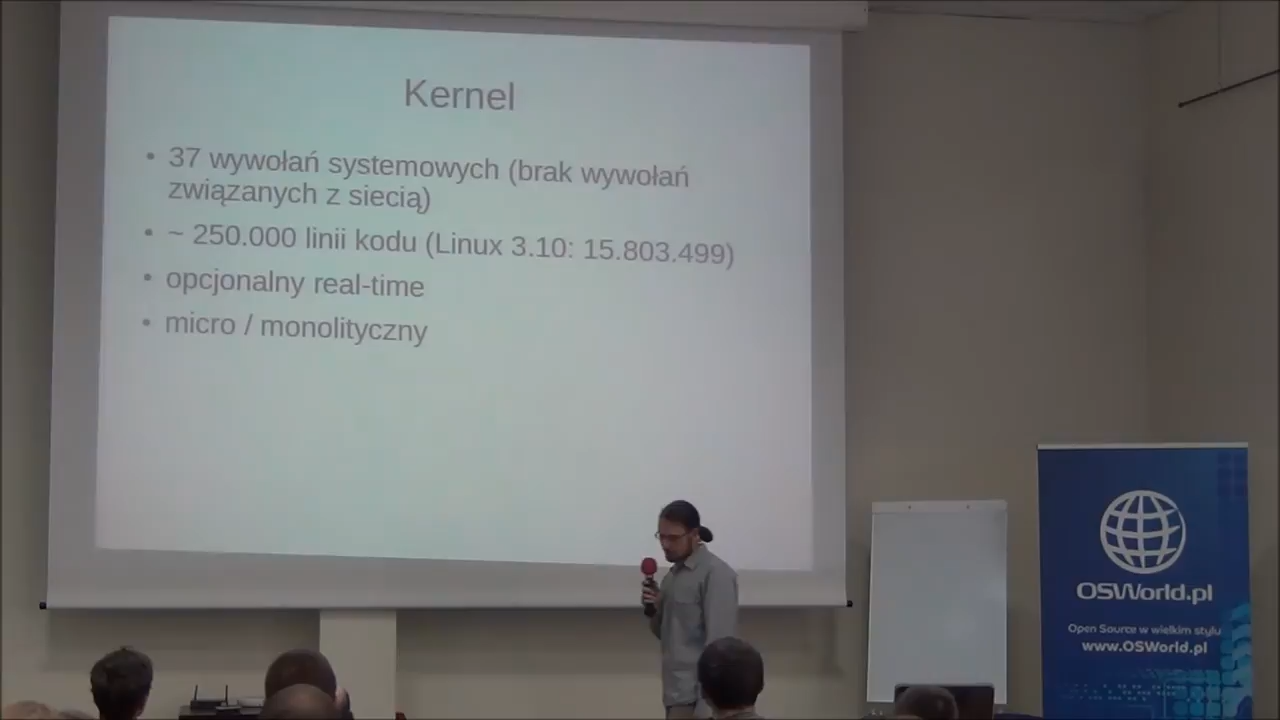 Kernel
• 37 wywołań systemowych (brak wywołań
związanych z siecią)
• ~ 250.000 linii kodu (Linux 3.10: 15.803.499)
• opcjonalny real-time
• micro / monolityczny
OSWorld.pl
Open Source w wielkim stylu
www.OSWorld.pl